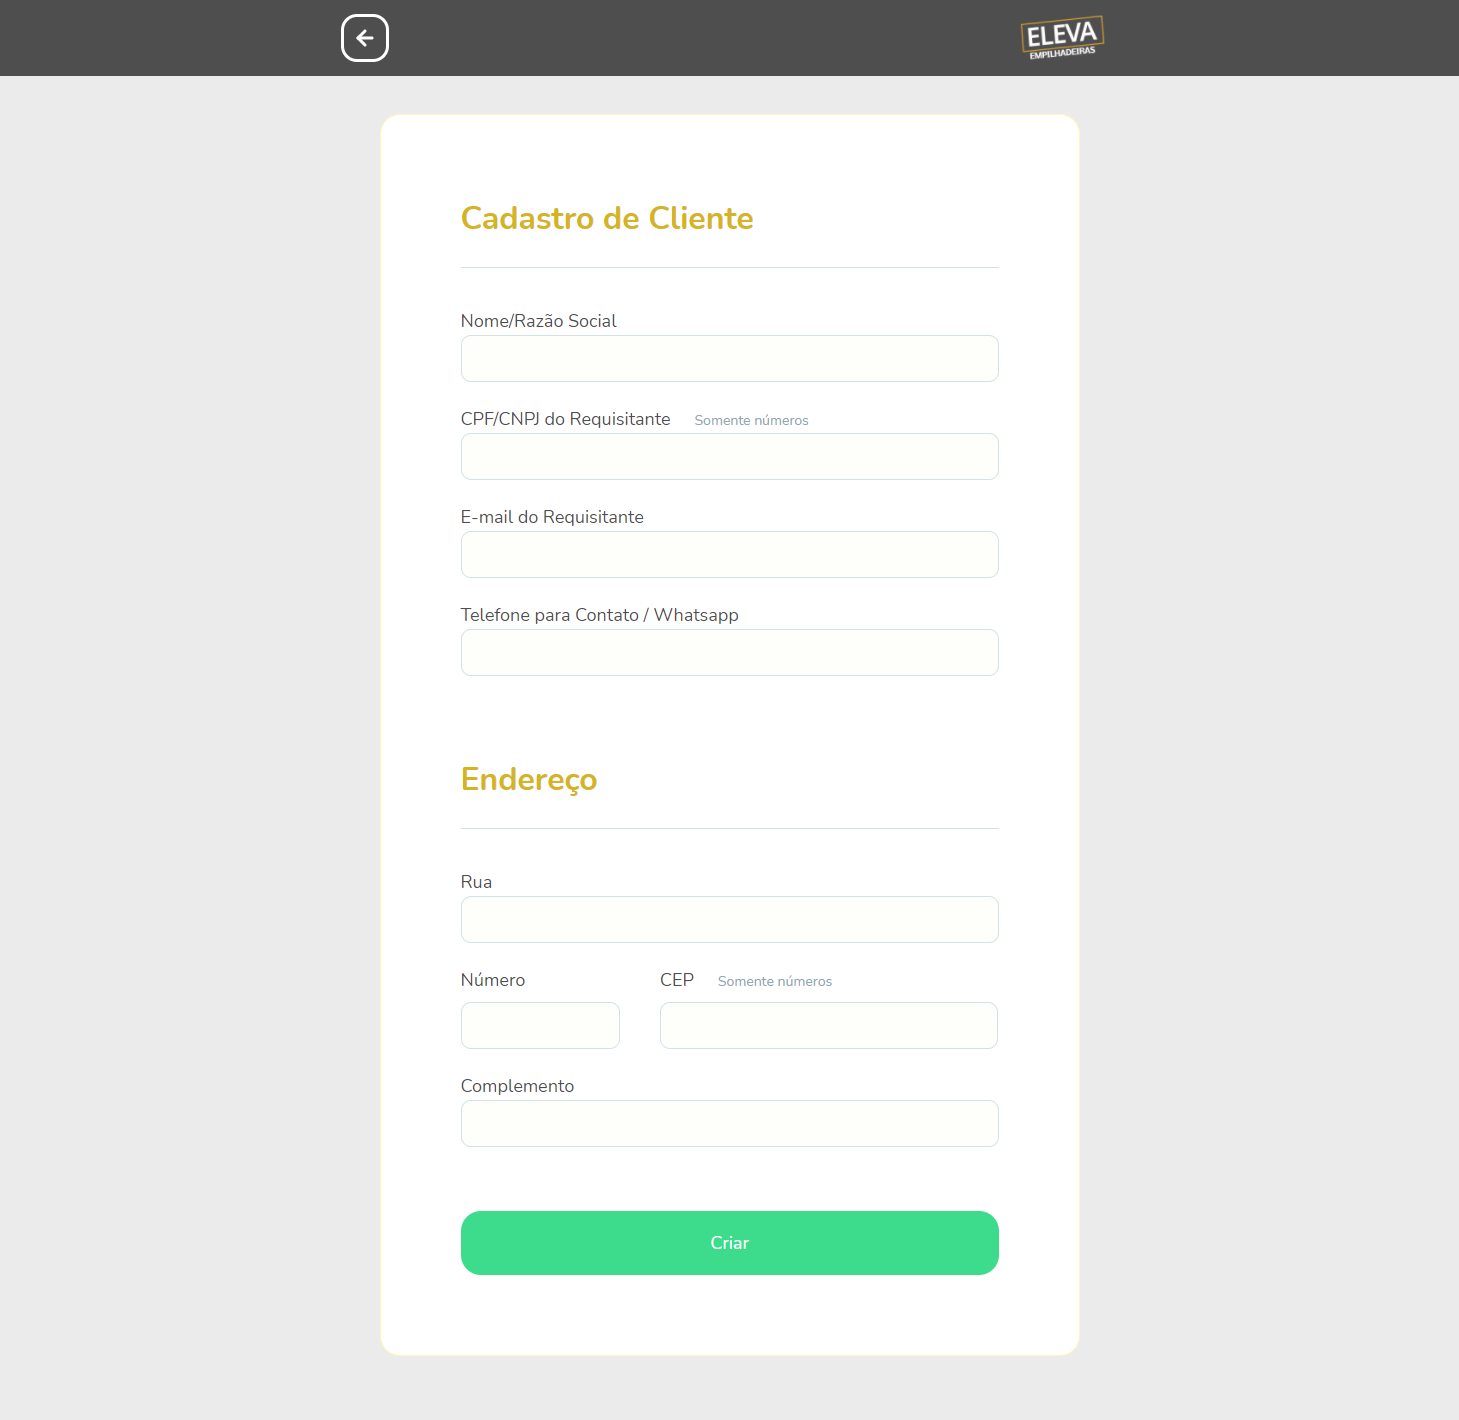 ELEVA
EMPILHADEIRAS
Cadastro de Cliente
Nome/Razão Social
CPF/CNPJ do Requisitante Somente números
E-mail do Requisitante
Telefone para Contato / Whatsapp
Endereço
Rua
Número CEP Somente números
Complemento
Criar